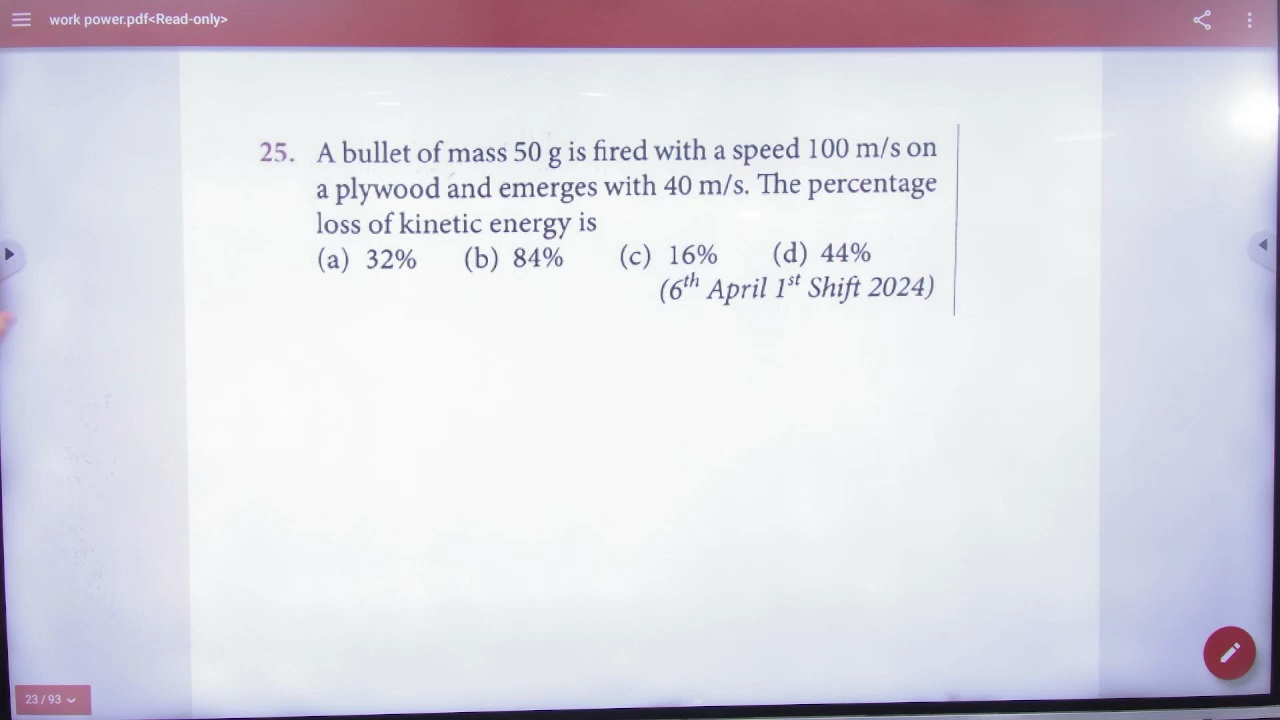 work power.pdf<Read-only>
25. A bullet of mass 50 g is fired with a speed 100 m/s on
a plywood and emerges with 40 m/s. The percentage
loss of kinetic energy is
(a) 32% (b) 84% (c) 16% (d) 44%
(6th April 1st Shift 2024)
23 / 93